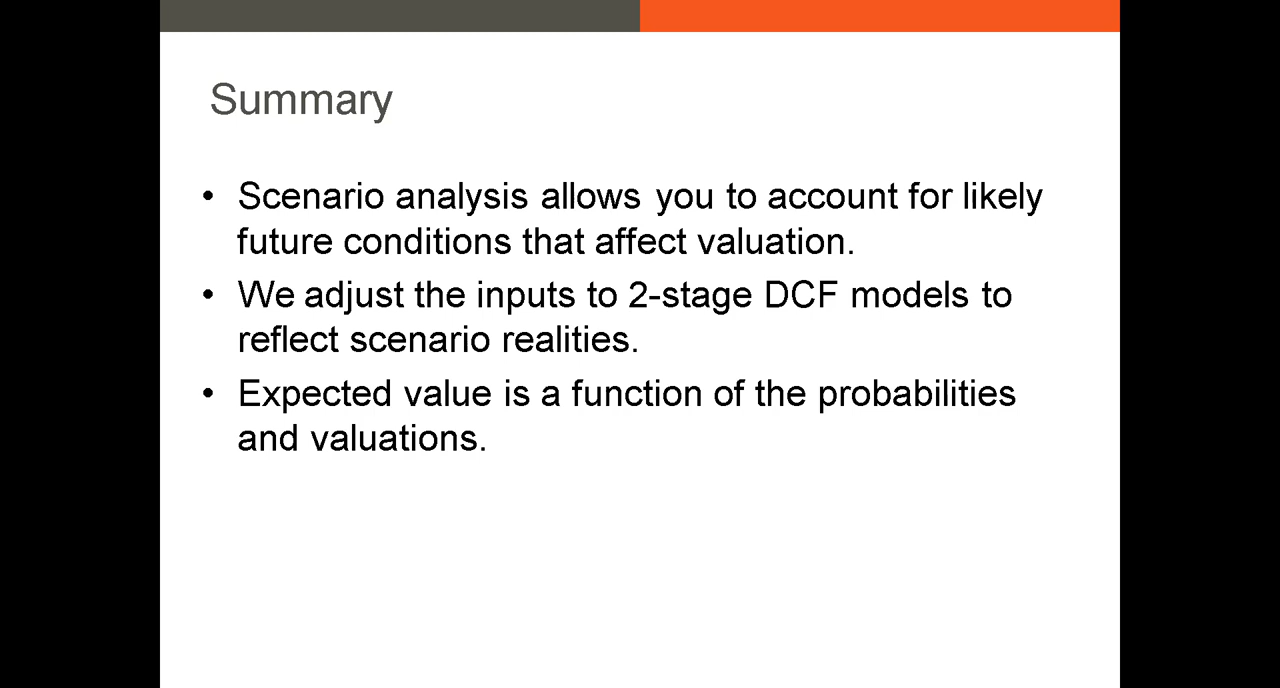 Summary
• Scenario analysis allows you to account for likely
future conditions that affect valuation.
• We adjust the inputs to 2-stage DCF models to
reflect scenario realities.
• Expected value is a function of the probabilities
and valuations.